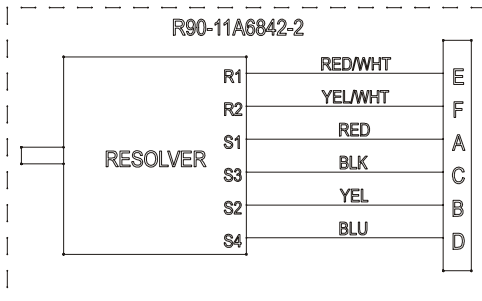 R90-11A6842-2
R1 RED/WHT E
R2 YEL/WHT F
S1 RED A
RESOLVER
S3 BLK C
S2 YEL B
S4 BLU D